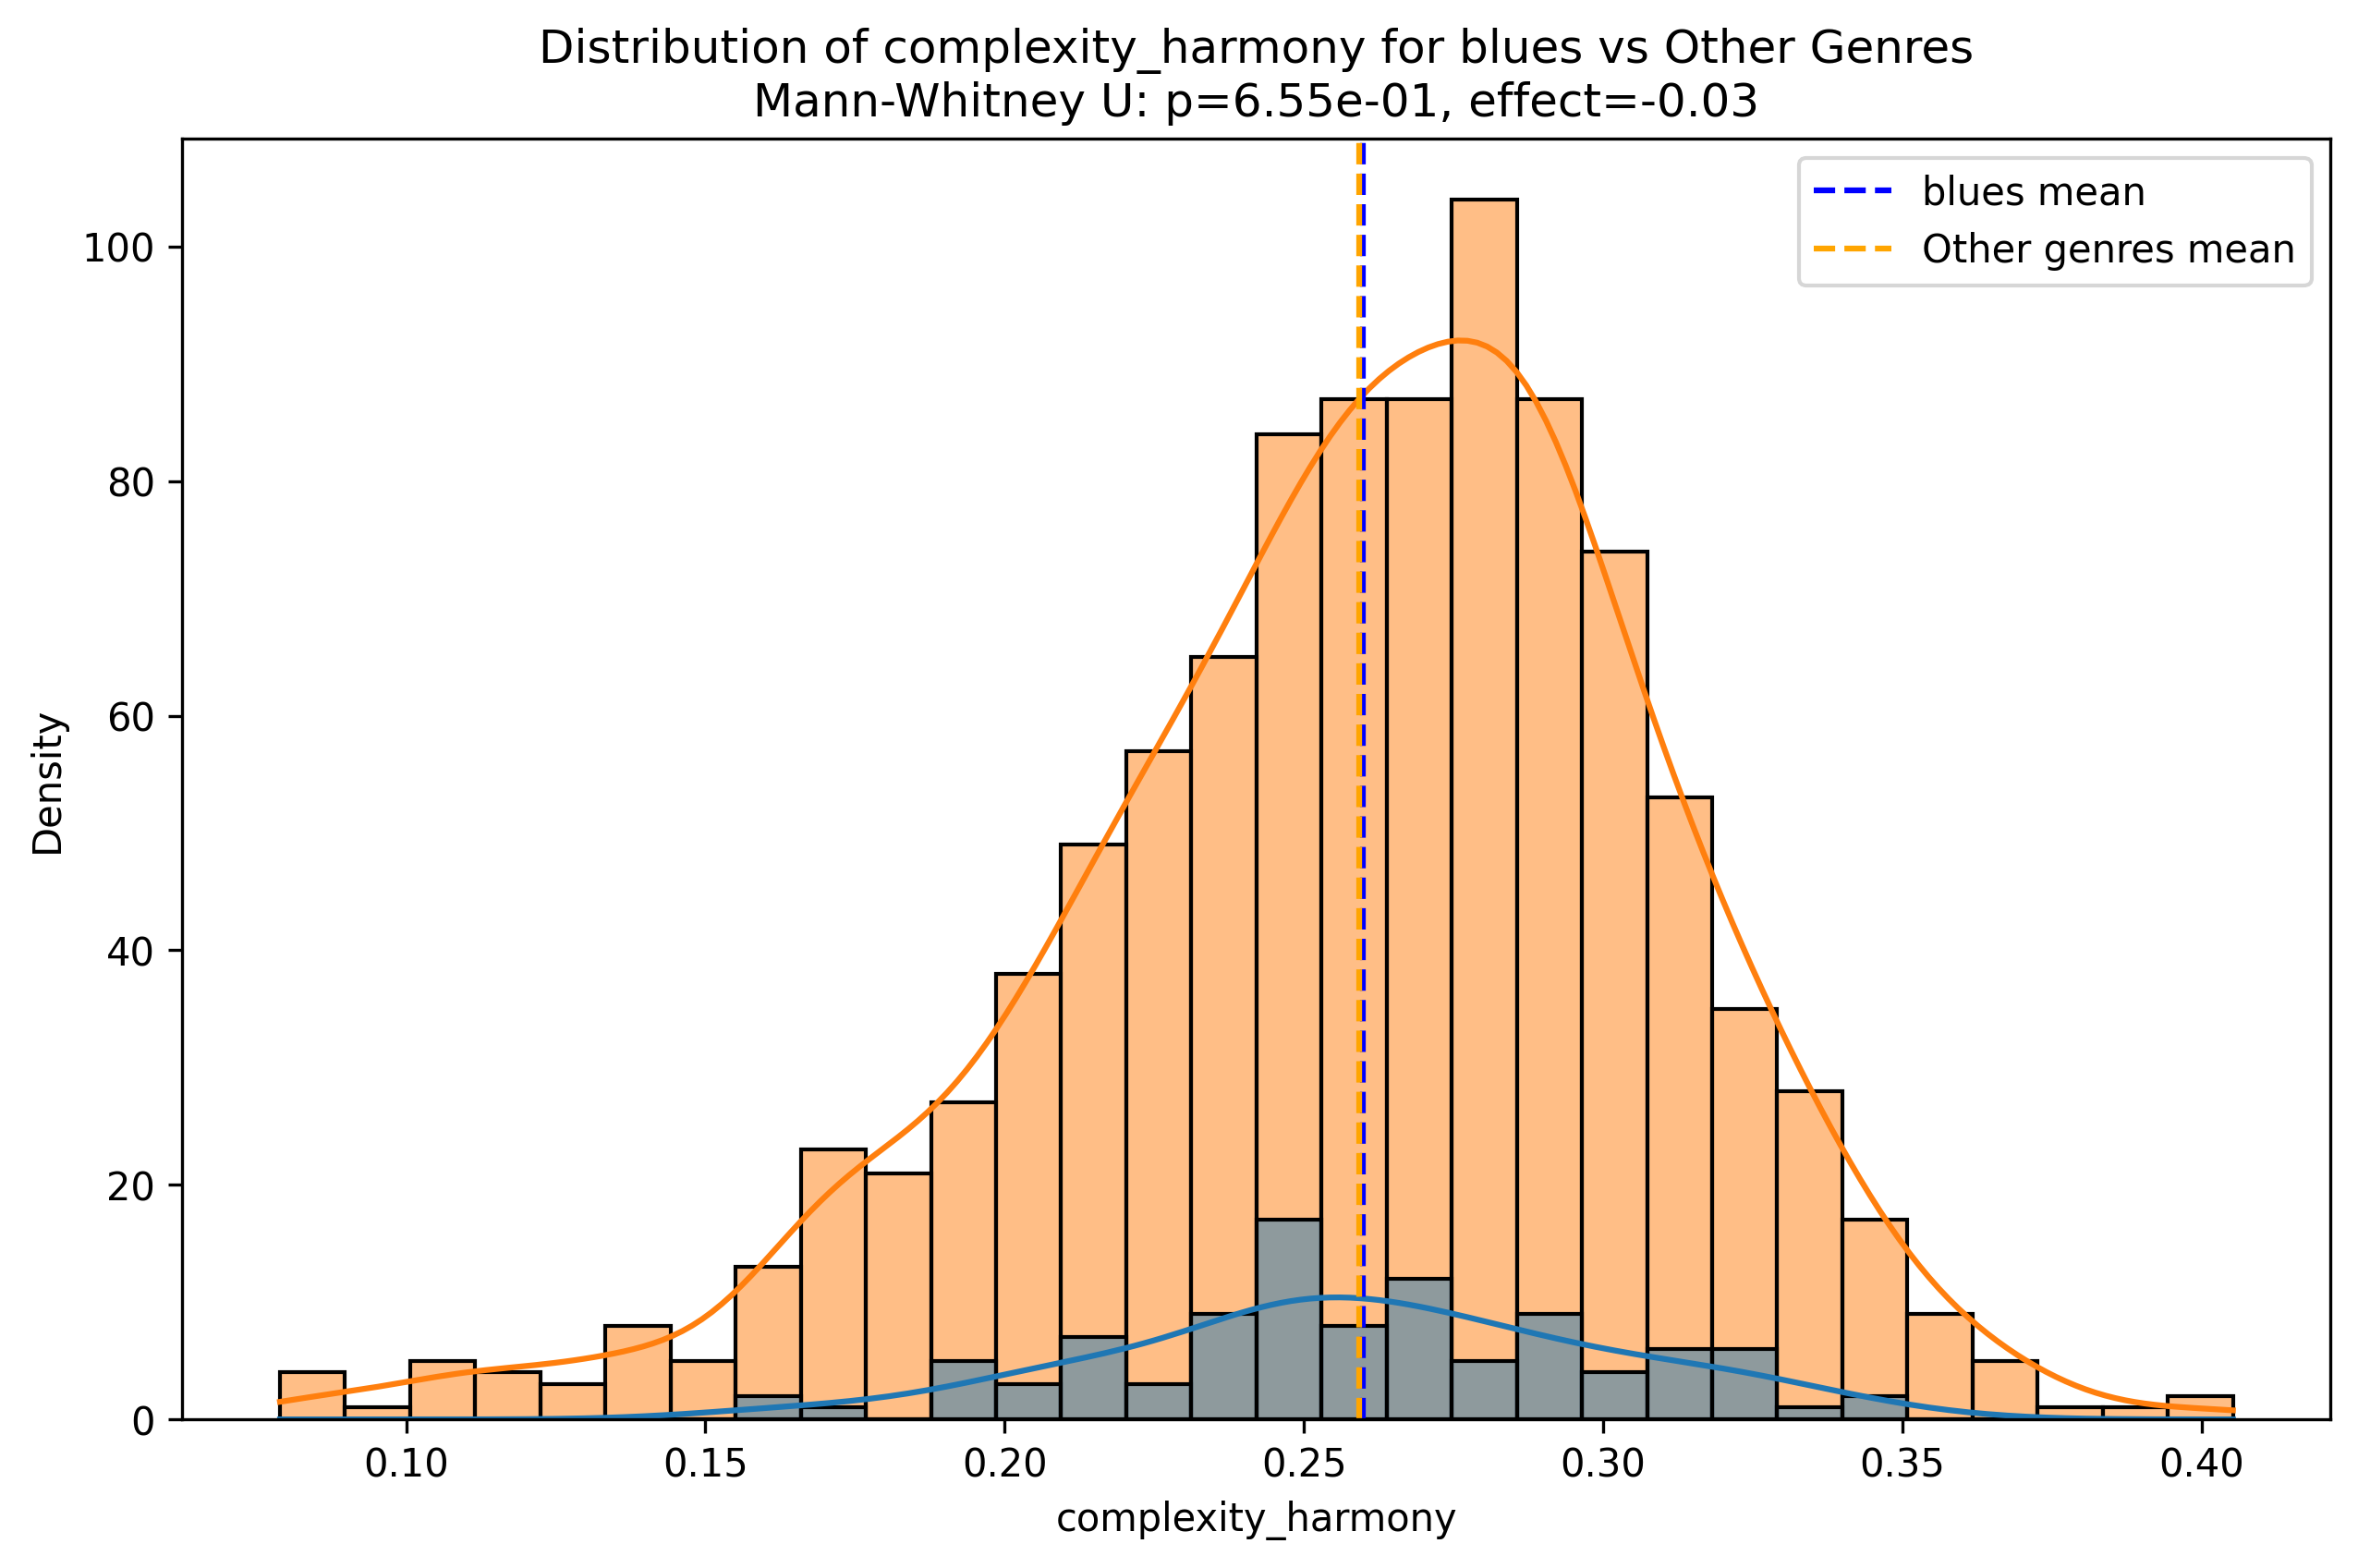 Distribution of complexity_harmony for blues vs Other Genres
Mann-Whitney U: p=6.55e-01, effect=-0.03
blues mean
Other genres mean
Density
100
80
60
40
20
0
0.10 0.15 0.20 0.25 0.30 0.35 0.40
complexity_harmony